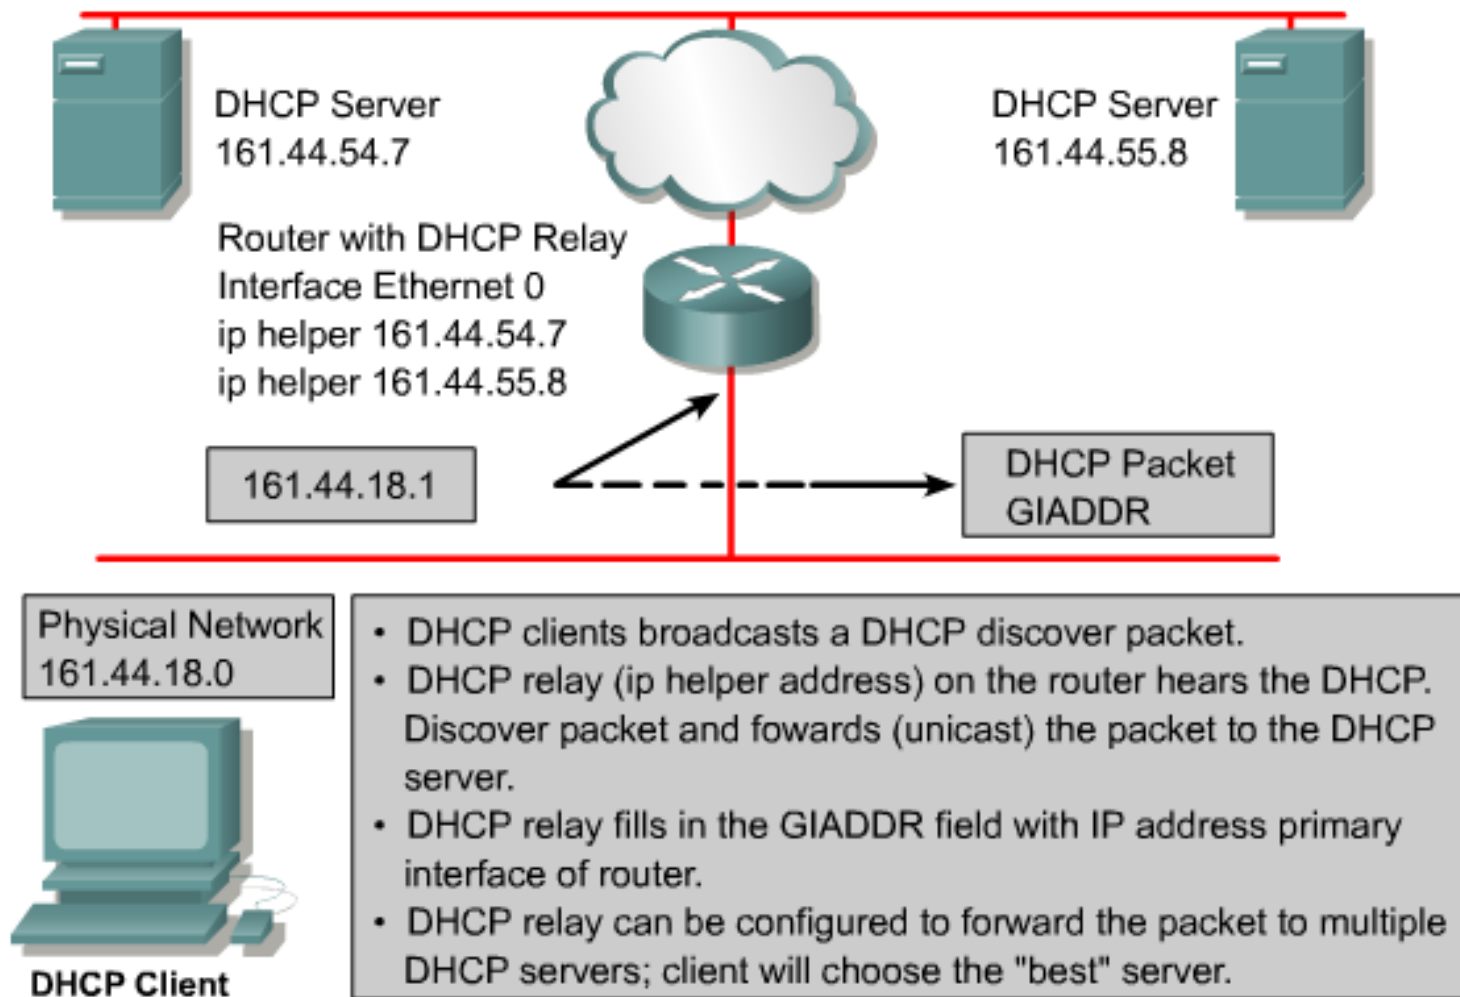 DHCP Server
161.44.54.7
DHCP Server
161.44.55.8
Router with DHCP Relay
Interface Ethernet 0
ip helper 161.44.54.7
ip helper 161.44.55.8
161.44.18.1
DHCP Packet
GIADDR
Physical Network
161.44.18.0
DHCP Client
• DHCP clients broadcasts a DHCP discover packet.
• DHCP relay (ip helper address) on the router hears the DHCP.
Discover packet and fowards (unicast) the packet to the DHCP
server.
• DHCP relay fills in the GIADDR field with IP address primary
interface of router.
• DHCP relay can be configured to forward the packet to multiple
DHCP servers; client will choose the "best" server.